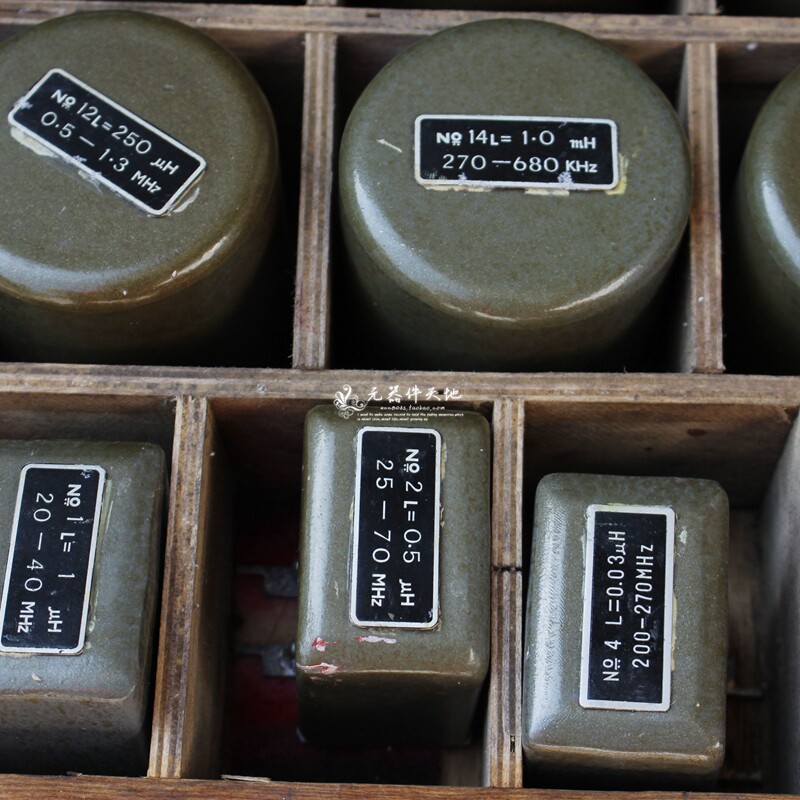 № 12 L=250 μH
0·5—1·3 MHz
№ 14 L= 1·0 mH
270—680 KHz
元器件天地
№ 1 L= 1 μH
20—40 MHz
№ 2 L=0·5 μH
25—70 MHz
№ 4 L=0.03μH
200-270MHz